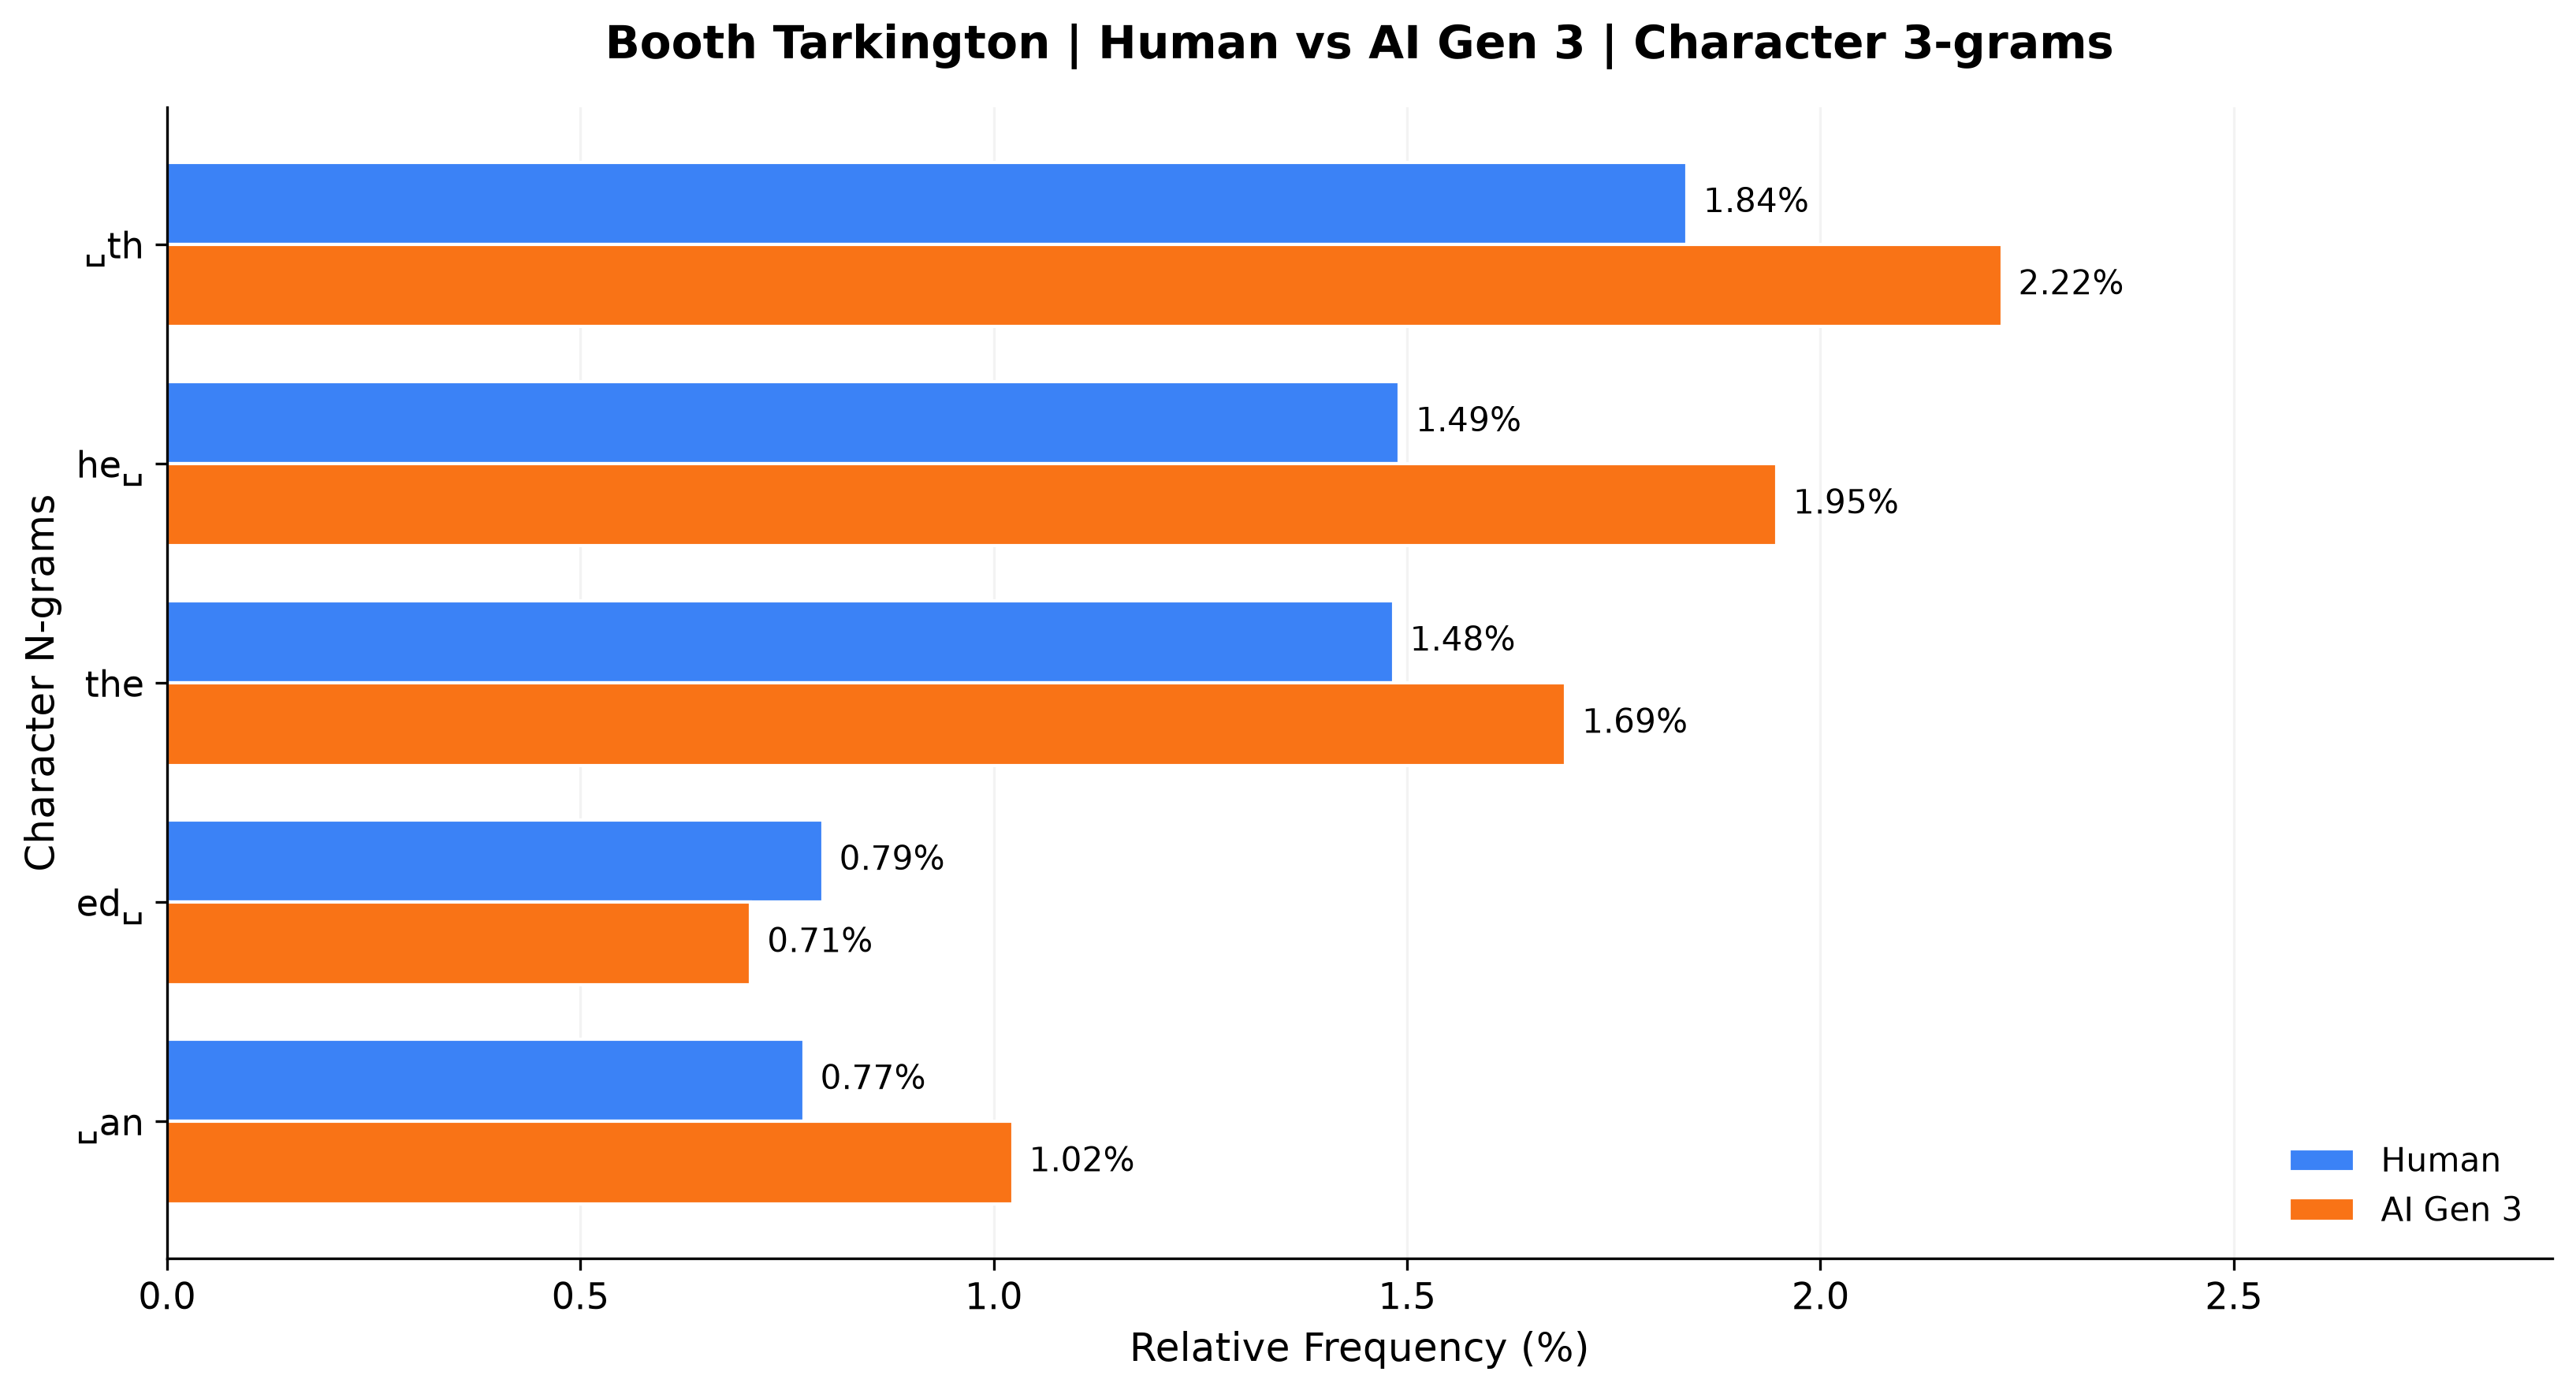 Booth Tarkington | Human vs AI Gen 3 | Character 3-grams
Character N-grams
␣th
1.84%
2.22%
he␣
1.49%
1.95%
the
1.48%
1.69%
ed␣
0.79%
0.71%
␣an
0.77%
1.02%
Human
AI Gen 3
0.0 0.5 1.0 1.5 2.0 2.5
Relative Frequency (%)